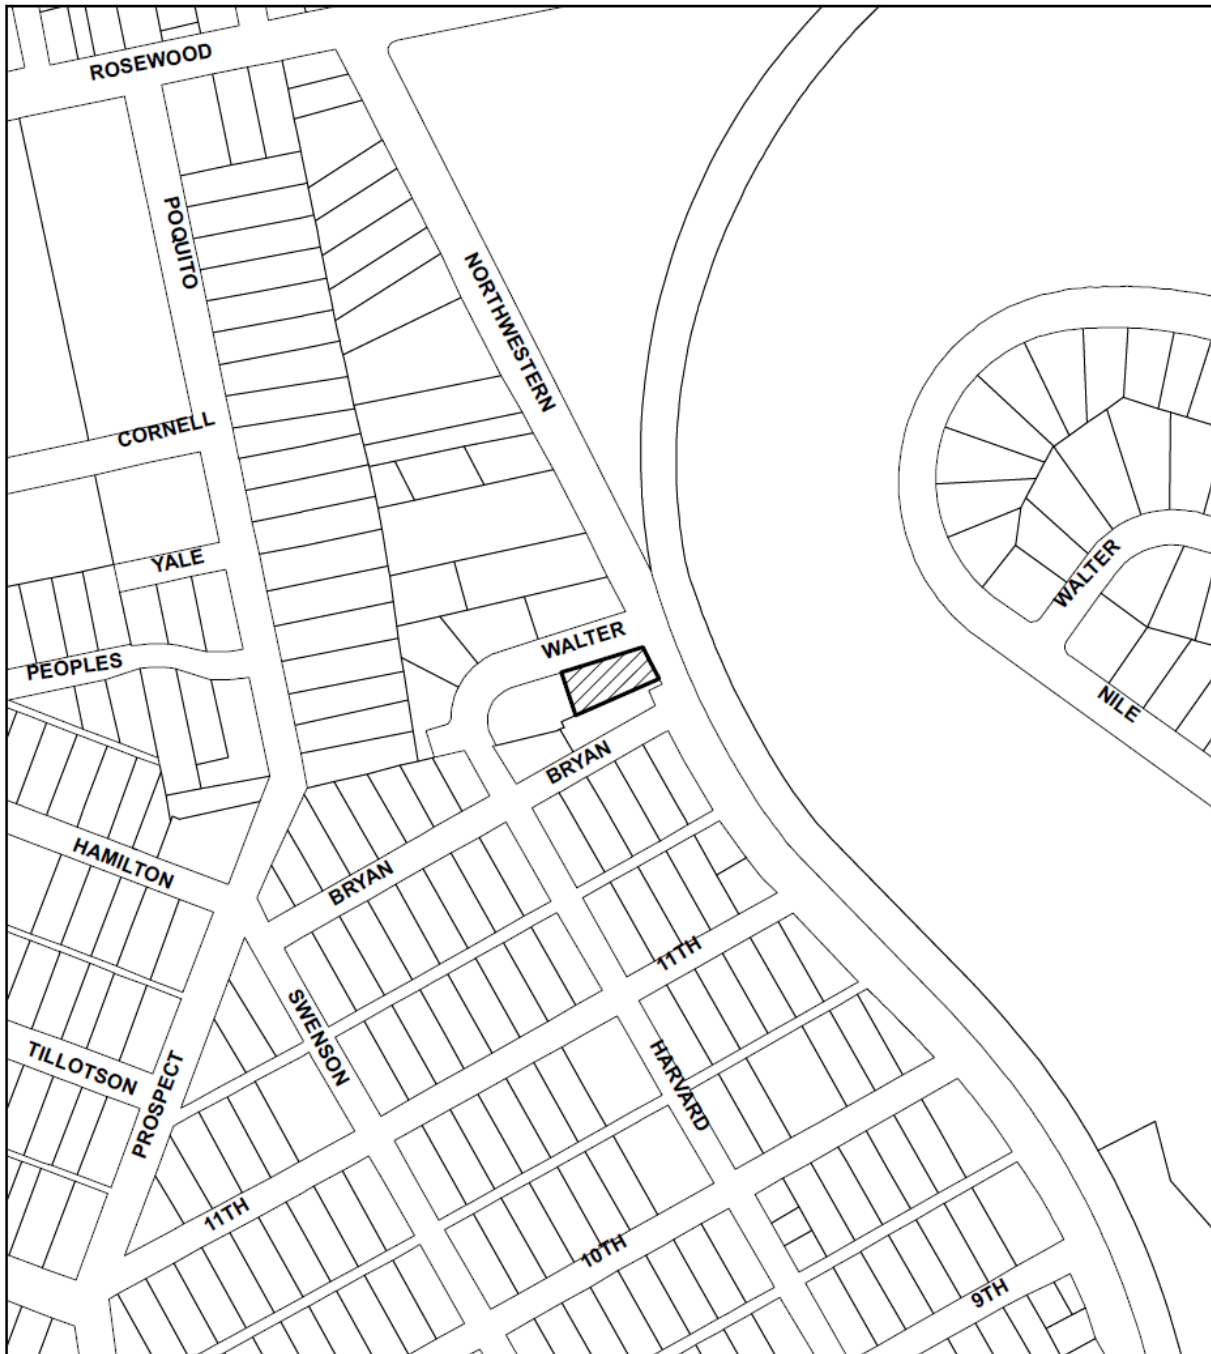 ROSEWOOD
POQUITO
NORTHWESTERN
CORNELL
YALE
WALTER
WALTER
PEOPLES
NILE
BRYAN
HAMILTON
BRYAN
11TH
SWENSON
HARVARD
TILLOTSON
PROSPECT
11TH
10TH
9TH